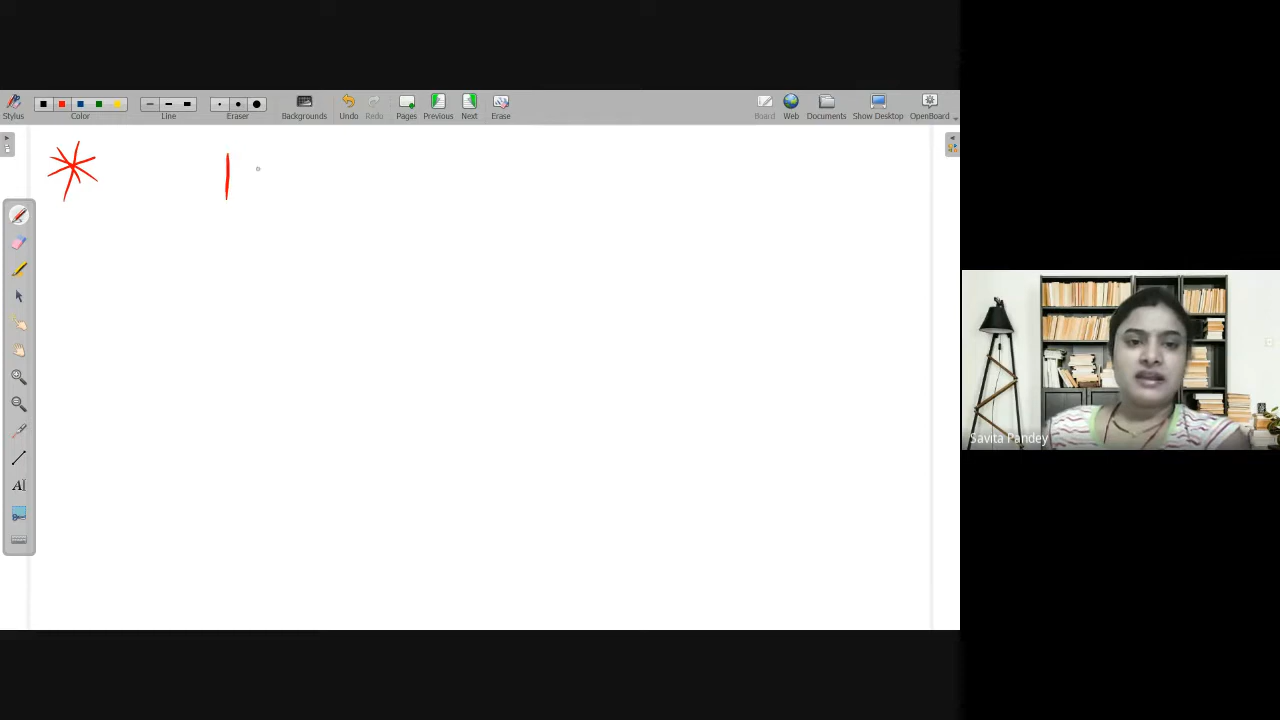 Stylus Color Line Eraser Backgrounds Undo Redo Pages Previous Next Erase Board Web Documents Show Desktop OpenBoard
* |
A
Savita Pandey